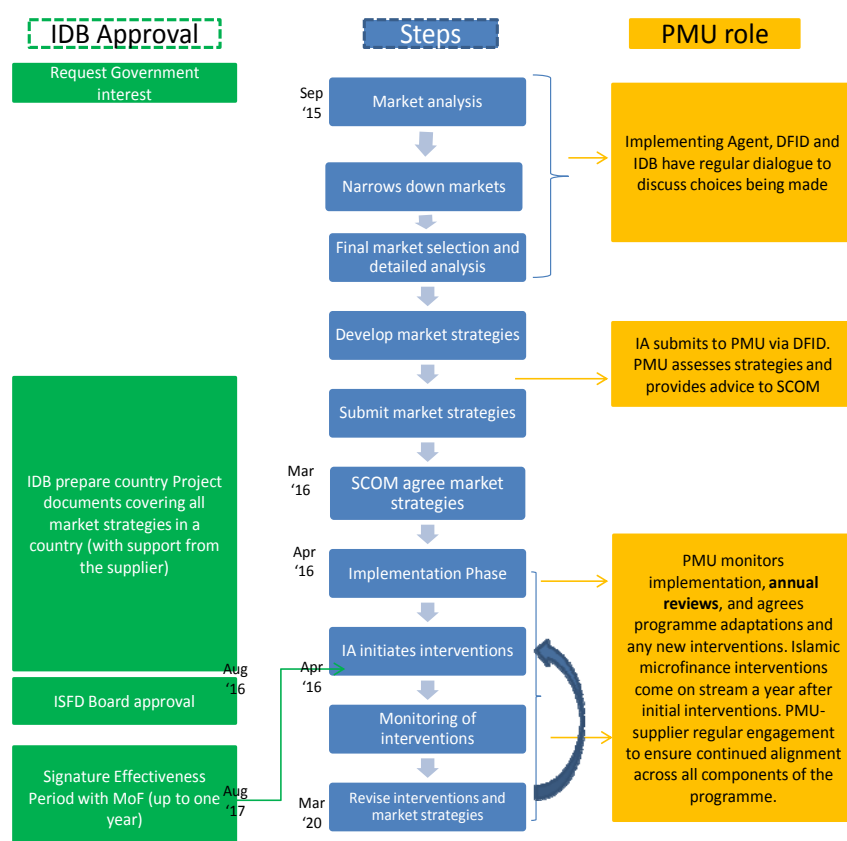 IDB Approval
Steps
PMU role
Request Government
interest
Sep
‘15
Market analysis
Narrows down markets
Final market selection and
detailed analysis
Implementing Agent, DFID and
IDB have regular dialogue to
discuss choices being made
Develop market strategies
Submit market strategies
IA submits to PMU via DFID.
PMU assesses strategies and
provides advice to SCOM
IDB prepare country Project
documents covering all
market strategies in a
country (with support from
the supplier)
Mar
‘16
SCOM agree market
strategies
Apr
‘16
Implementation Phase
Aug
‘16
Apr
‘16
IA initiates interventions
ISFD Board approval
Monitoring of
interventions
Signature Effectiveness
Period with MoF (up to one
year)
Aug
‘17
Mar
‘20
Revise interventions and
market strategies
PMU monitors
implementation, annual
reviews, and agrees
programme adaptations and
any new interventions. Islamic
microfinance interventions
come on stream a year after
initial interventions. PMU-
supplier regular engagement
to ensure continued alignment
across all components of the
programme.